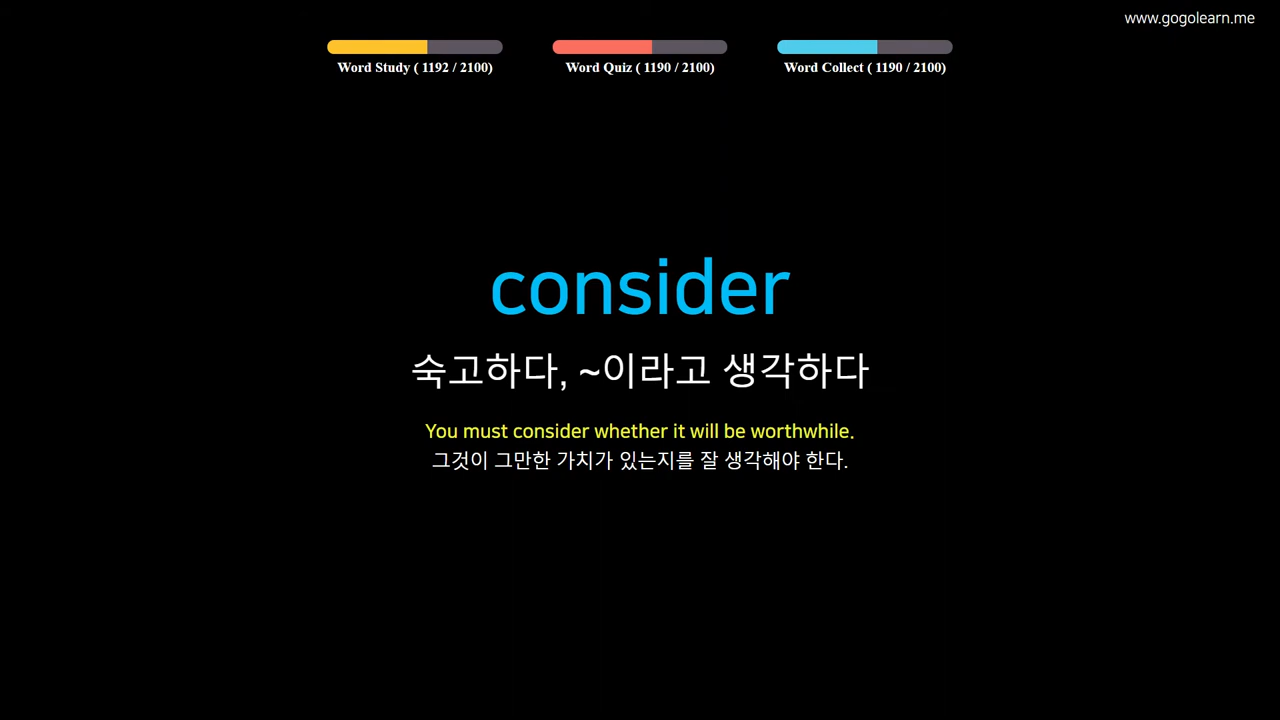 www.gogolearn.me
Word Study ( 1192 / 2100)
Word Quiz ( 1190 / 2100)
Word Collect ( 1190 / 2100)
consider
숙고하다, ~이라고 생각하다
You must consider whether it will be worthwhile.
그것이 그만한 가치가 있는지를 잘 생각해야 한다.